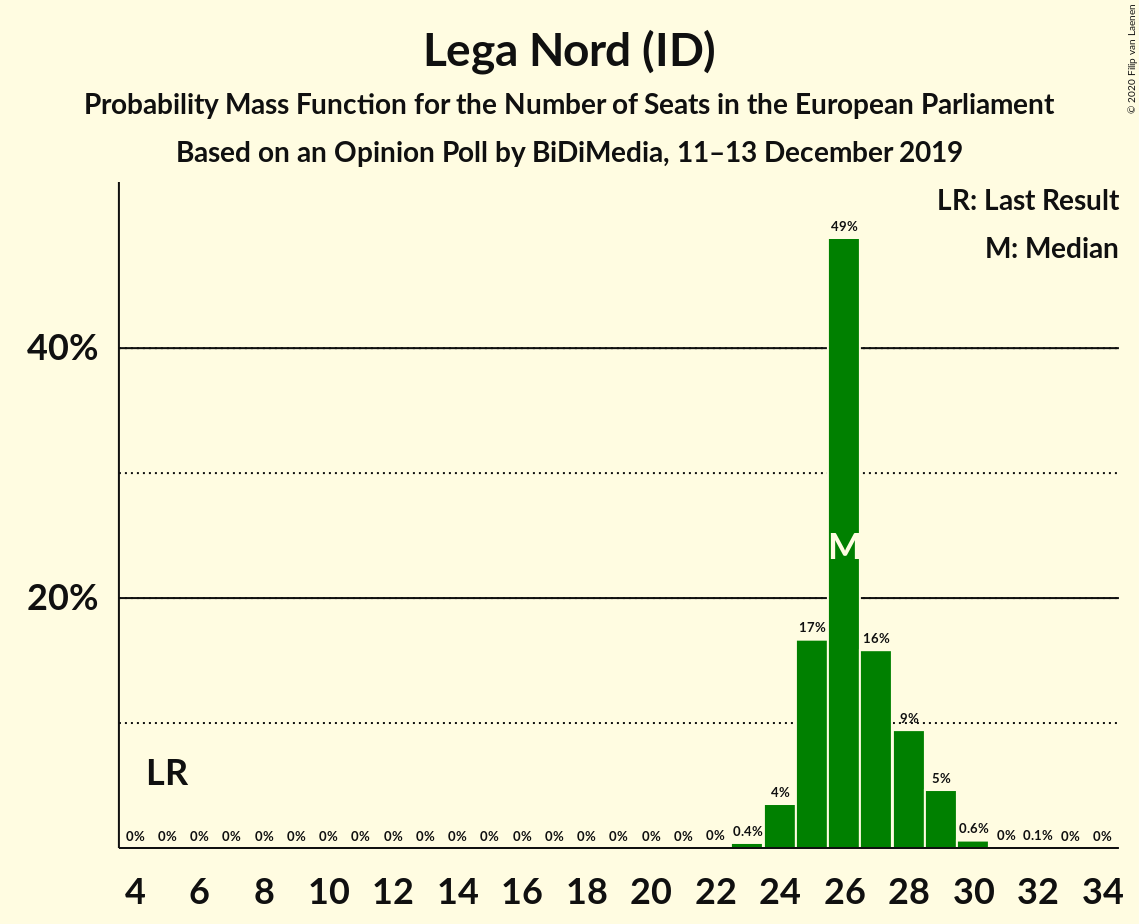 Lega Nord (ID)
Probability Mass Function for the Number of Seats in the European Parliament
Based on an Opinion Poll by BiDiMedia, 11–13 December 2019
© 2020 Filip van Laenen
LR: Last Result
M: Median
49%
40%
M
20%
17%
16%
9%
LR
5%
4%
0% 0% 0% 0% 0% 0% 0% 0% 0% 0% 0% 0% 0% 0% 0% 0% 0% 0% 0% 0.4% 0.6% 0% 0.1% 0% 0%
4 6 8 10 12 14 16 18 20 22 24 26 28 30 32 34